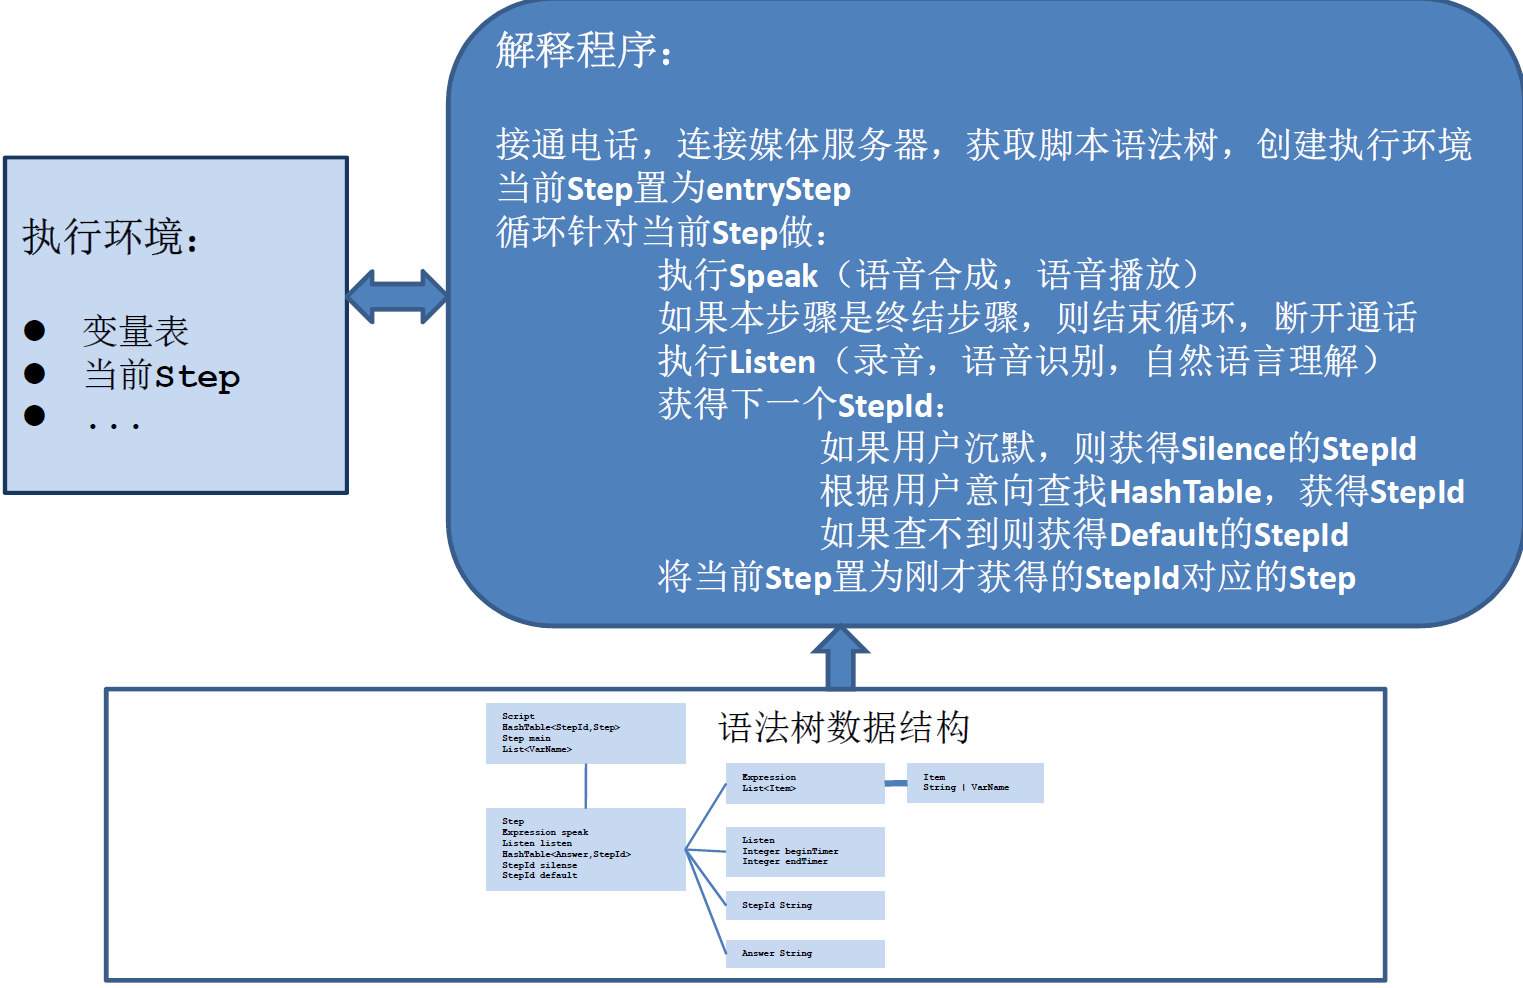 解释程序：
接通电话，连接媒体服务器，获取脚本语法树，创建执行环境
当前Step置为entryStep
循环针对当前Step做：
执行Speak（语音合成，语音播放）
如果本步骤是终结步骤，则结束循环，断开通话
执行Listen（录音，语音识别，自然语言理解）
获得下一个StepId：
如果用户沉默，则获得Silence的StepId
根据用户意向查找HashTable，获得StepId
如果查不到则获得Default的StepId
将当前Step置为刚才获得的StepId对应的Step
执行环境：
● 变量表
● 当前Step
● ...
语法树数据结构
Script
HashTable<StepId,Step>
Step main
List<VarName>
Step
Expression speak
Listen listen
HashTable<Answer,StepId>
StepId silense
StepId default
Expression
List<Item>
Item
String | VarName
Listen
Integer beginTimer
Integer endTimer
StepId String
Answer String